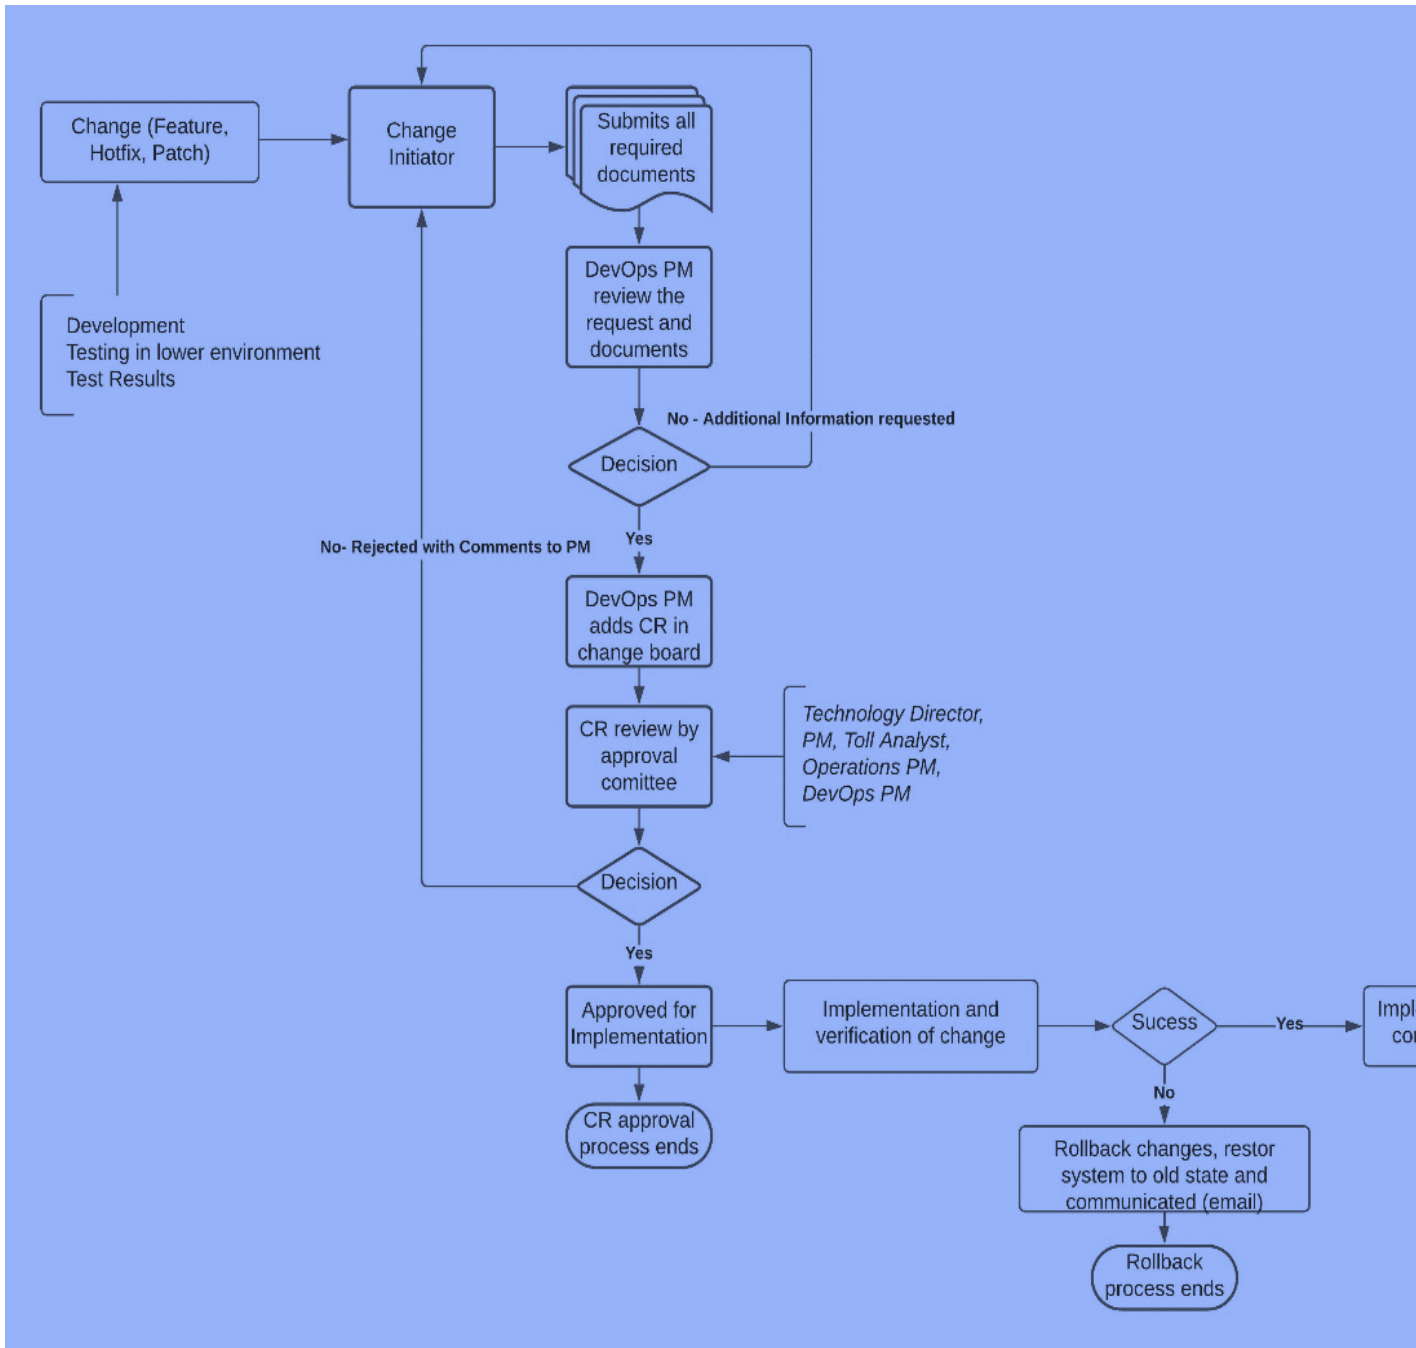 Change (Feature,
Hotfix, Patch)
Change
Initiator
Submits all
required
documents
DevOps PM
review the
request and
documents
Development
Testing in lower environment
Test Results
No - Additional Information requested
Decision
Yes
No- Rejected with Comments to PM
DevOps PM
adds CR in
change board
CR review by
approval
comittee
Technology Director,
PM, Toll Analyst,
Operations PM,
DevOps PM
Decision
Yes
Approved for
Implementation
Implementation and
verification of change
Sucess
Yes
No
CR approval
process ends
Rollback changes, restor
system to old state and
communicated (email)
Rollback
process ends